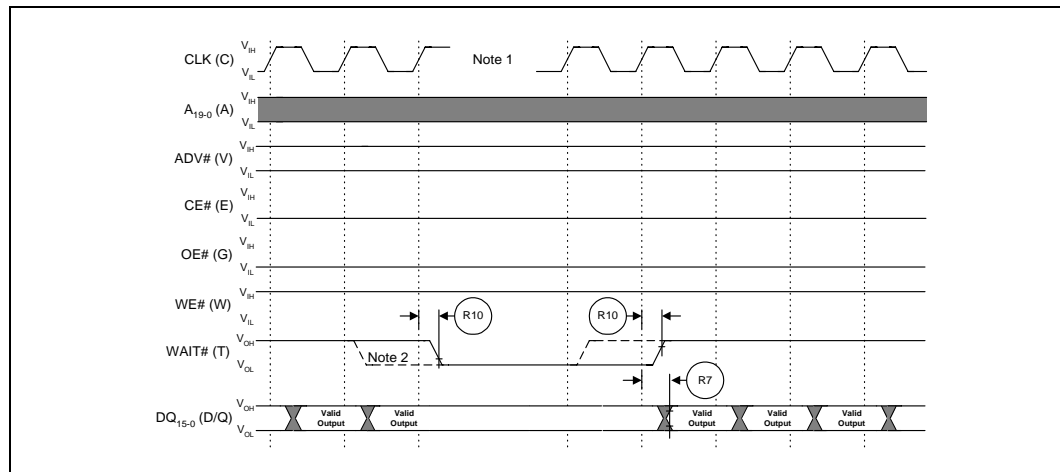 V_IH
CLK (C)
Note 1
V_IL
V_IH
A_19-0 (A)
V_IL
V_IH
ADV# (V)
V_IL
V_IH
CE# (E)
V_IL
V_IH
OE# (G)
V_IL
V_IH
WE# (W)
R10
R10
V_IL
V_OH
WAIT# (T)
Note 2
V_OL
R7
V_OH
DQ_15-0 (D/Q)
Valid Output
Valid Output
Valid Output
Valid Output
Valid Output
V_OL